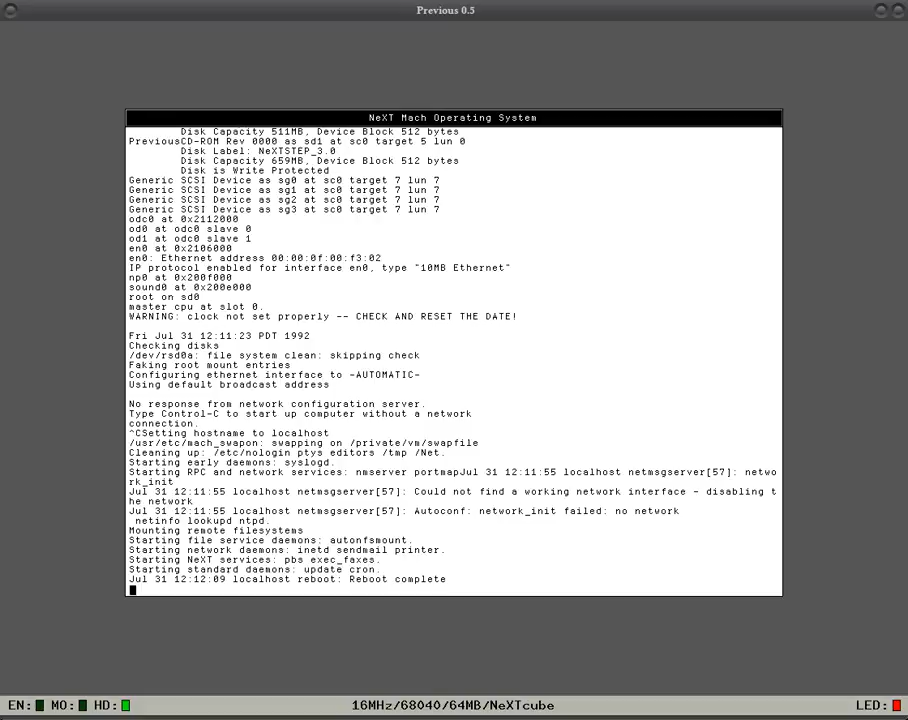 Previous 0.5
NeXT Mach Operating System
Disk Capacity 511MB, Device Block 512 bytes
PreviousCD-ROM Rev 0000 as sd1 at sc0 target 5 lun 0
Disk Label: NeXTSTEP_3.0
Disk Capacity 659MB, Device Block 512 bytes
Disk is Write Protected
Generic SCSI Device as sg0 at sc0 target 7 lun 7
Generic SCSI Device as sg1 at sc0 target 7 lun 7
Generic SCSI Device as sg2 at sc0 target 7 lun 7
Generic SCSI Device as sg3 at sc0 target 7 lun 7
odc0 at 0x2112000
od0 at odc0 slave 0
od1 at odc0 slave 1
en0 at 0x2106000
en0: Ethernet address 00:00:0f:00:f3:02
IP protocol enabled for interface en0, type "10MB Ethernet"
np0 at 0x200f000
sound0 at 0x200e000
root on sd0
master cpu at slot 0.
WARNING: clock not set properly -- CHECK AND RESET THE DATE!
Fri Jul 31 12:11:23 PDT 1992
Checking disks
/dev/rsd0a: file system clean: skipping check
Faking root mount entries
Configuring ethernet interface to -AUTOMATIC-
Using default broadcast address
No response from network configuration server.
Type Control-C to start up computer without a network
connection.
^CSetting hostname to localhost
/usr/etc/mach_swapon: swapping on /private/vm/swapfile
Cleaning up: /etc/nologin ptys editors /tmp /Net.
Starting early daemons: syslogd.
Starting RPC and network services: nmserver portmapJul 31 12:11:55 localhost netmsgserver[57]: netwo
rk_init
Jul 31 12:11:55 localhost netmsgserver[57]: Could not find a working network interface - disabling t
he network
Jul 31 12:11:55 localhost netmsgserver[57]: Autoconf: network_init failed: no network
netinfo lookupd ntpd.
Mounting remote filesystems
Starting file service daemons: autonfsmount.
Starting network daemons: inetd sendmail printer.
Starting NeXT services: pbs exec_faxes.
Starting standard daemons: update cron.
Jul 31 12:12:09 localhost reboot: Reboot complete
EN: MO: HD: 16MHz/68040/64MB/NeXTcube LED: